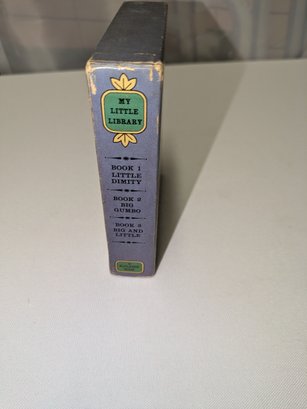 MY
LITTLE
LIBRARY
BOOK 1
LITTLE
DIMITY
BOOK 2
BIG
GUMBO
BOOK 3
BIG AND
LITTLE